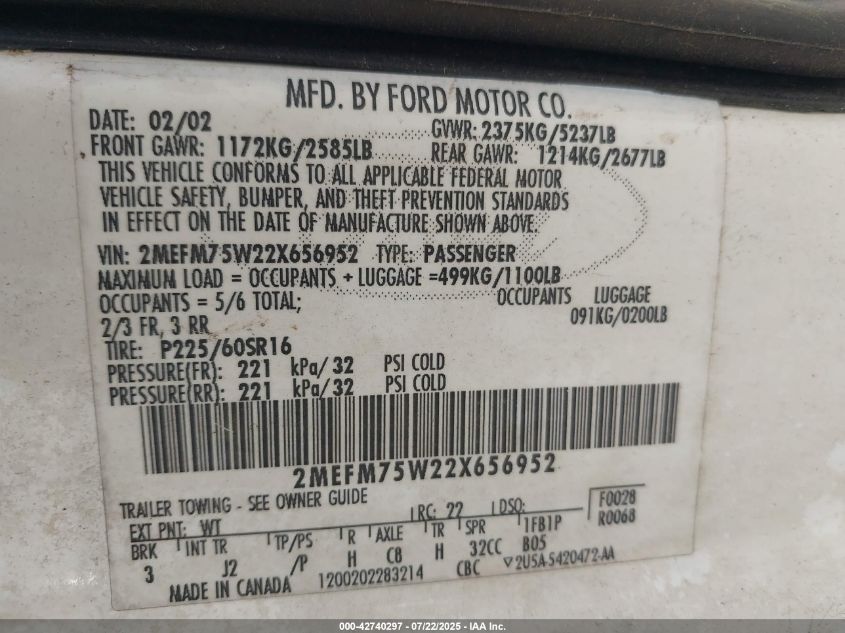 MFD. BY FORD MOTOR CO.
DATE: 02/02 GVWR: 2375KG/5237LB
FRONT GAWR: 1172KG/2585LB REAR GAWR: 1214KG/2677LB
THIS VEHICLE CONFORMS TO ALL APPLICABLE FEDERAL MOTOR
VEHICLE SAFETY, BUMPER, AND THEFT PREVENTION STANDARDS
IN EFFECT ON THE DATE OF MANUFACTURE SHOWN ABOVE.
VIN: 2MEFM75W22X656952 TYPE: PASSENGER
MAXIMUM LOAD = OCCUPANTS + LUGGAGE =499KG/1100LB
OCCUPANTS = 5/6 TOTAL; OCCUPANTS LUGGAGE
2/3 FR, 3 RR 091KG/0200LB
TIRE: P225/60SR16
PRESSURE(FR): 221 kPa/ 32 PSI COLD
PRESSURE(RR): 221 kPa/ 32 PSI COLD
2MEFM75W22X656952
TRAILER TOWING - SEE OWNER GUIDE
EXT PNT: WT RC: 22 DSO: F0028
BRK INT TR TP/PS R AXLE TR SPR 1FB1P R0068
3 J2 /P H C8 H 32CC B05
MADE IN CANADA 1200202283214 CBC 2U5A-5420472-AA
000-42740297 - 07/22/2025 - IAA Inc.